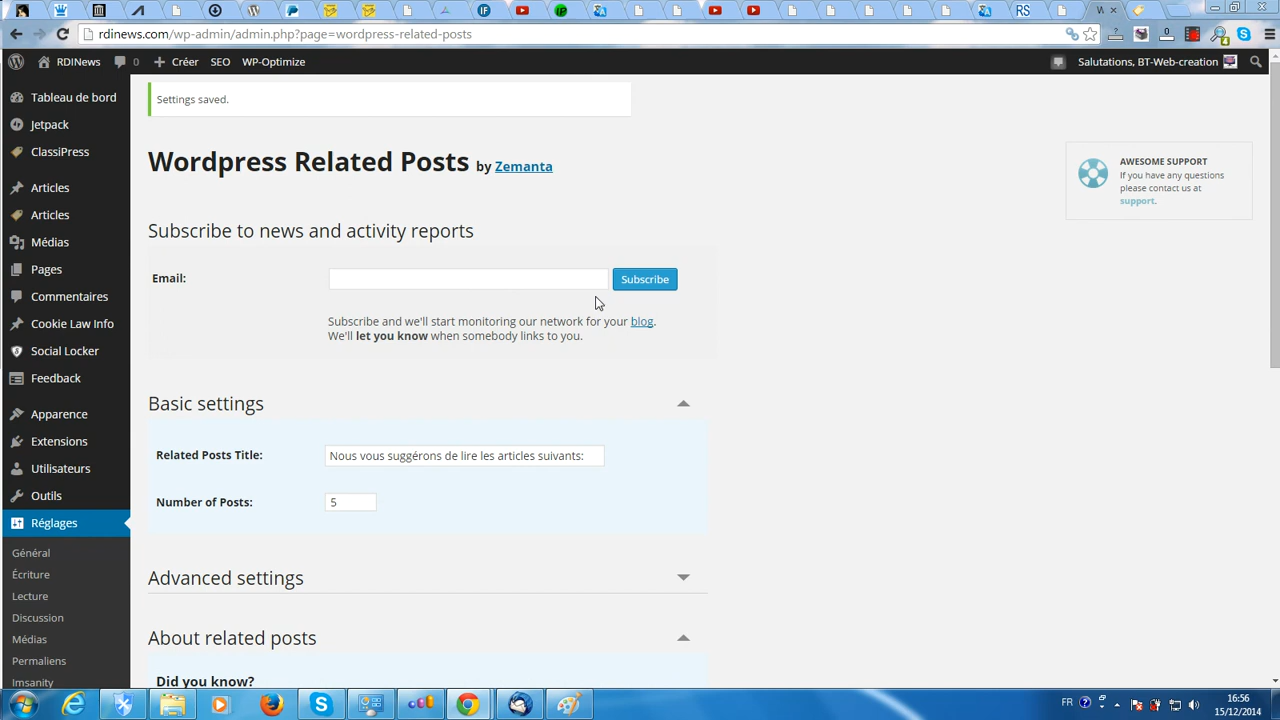 IF
IP
RS
W
rdinews.com/wp-admin/admin.php?page=wordpress-related-posts
RDINews
0
Créer
SEO
WP-Optimize
Salutations, BT-Web-creation
Tableau de bord
Jetpack
ClassiPress
Articles
Articles
Médias
Pages
Commentaires
Cookie Law Info
Social Locker
Feedback
Apparence
Extensions
Utilisateurs
Outils
Réglages
Général
Écriture
Lecture
Discussion
Médias
Permaliens
Imsanity
Settings saved.
Wordpress Related Posts by Zemanta
AWESOME SUPPORT
If you have any questions
please contact us at
support.
Subscribe to news and activity reports
Email:
Subscribe
Subscribe and we'll start monitoring our network for your blog.
We'll let you know when somebody links to you.
Basic settings
Related Posts Title:
Nous vous suggérons de lire les articles suivants:
Number of Posts:
5
Advanced settings
About related posts
Did you know?
FR
16:56
15/12/2014